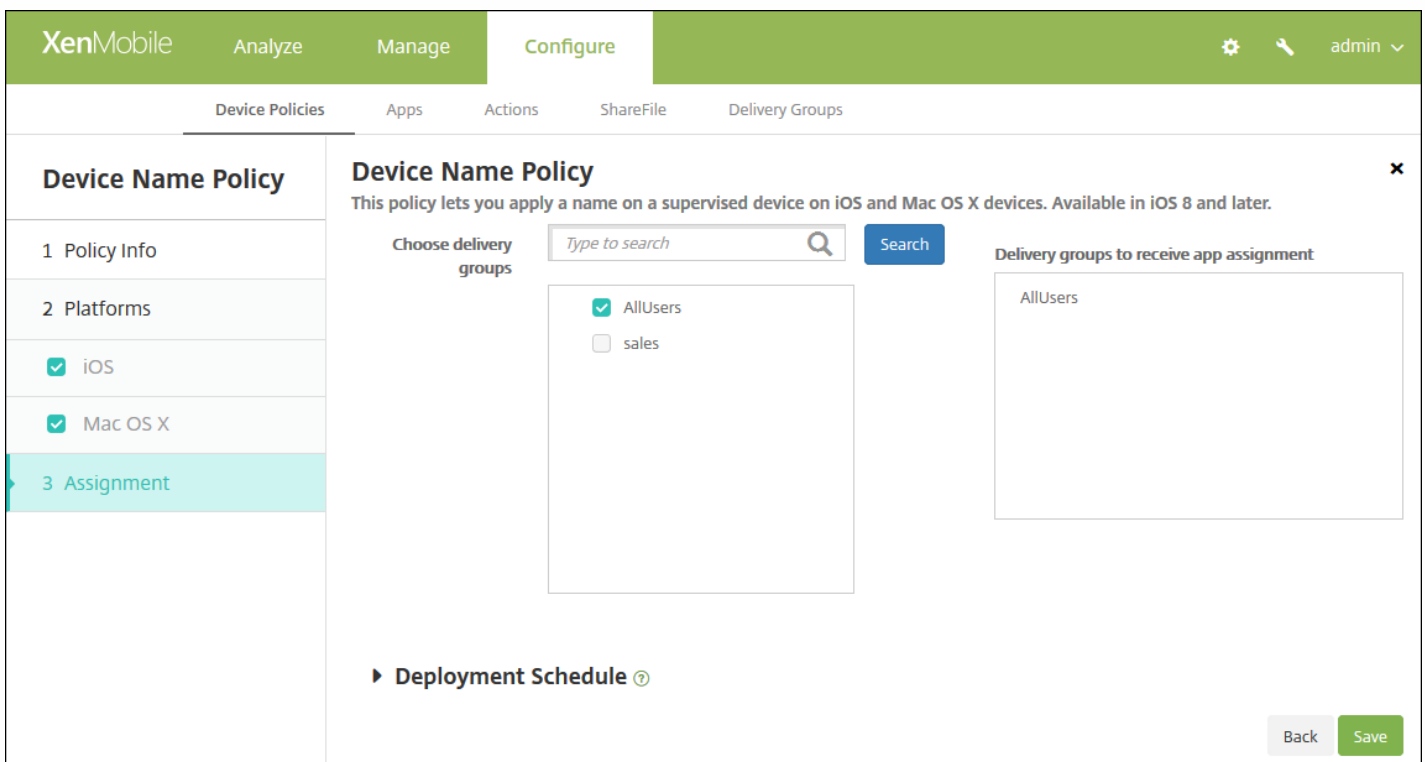 XenMobile Analyze Manage Configure admin
Device Policies Apps Actions ShareFile Delivery Groups
Device Name Policy
1 Policy Info
2 Platforms
iOS
Mac OS X
3 Assignment
Device Name Policy
This policy lets you apply a name on a supervised device on iOS and Mac OS X devices. Available in iOS 8 and later.
Choose delivery
groups
Type to search
Search
AllUsers
sales
Delivery groups to receive app assignment
AllUsers
Deployment Schedule ?
Back Save